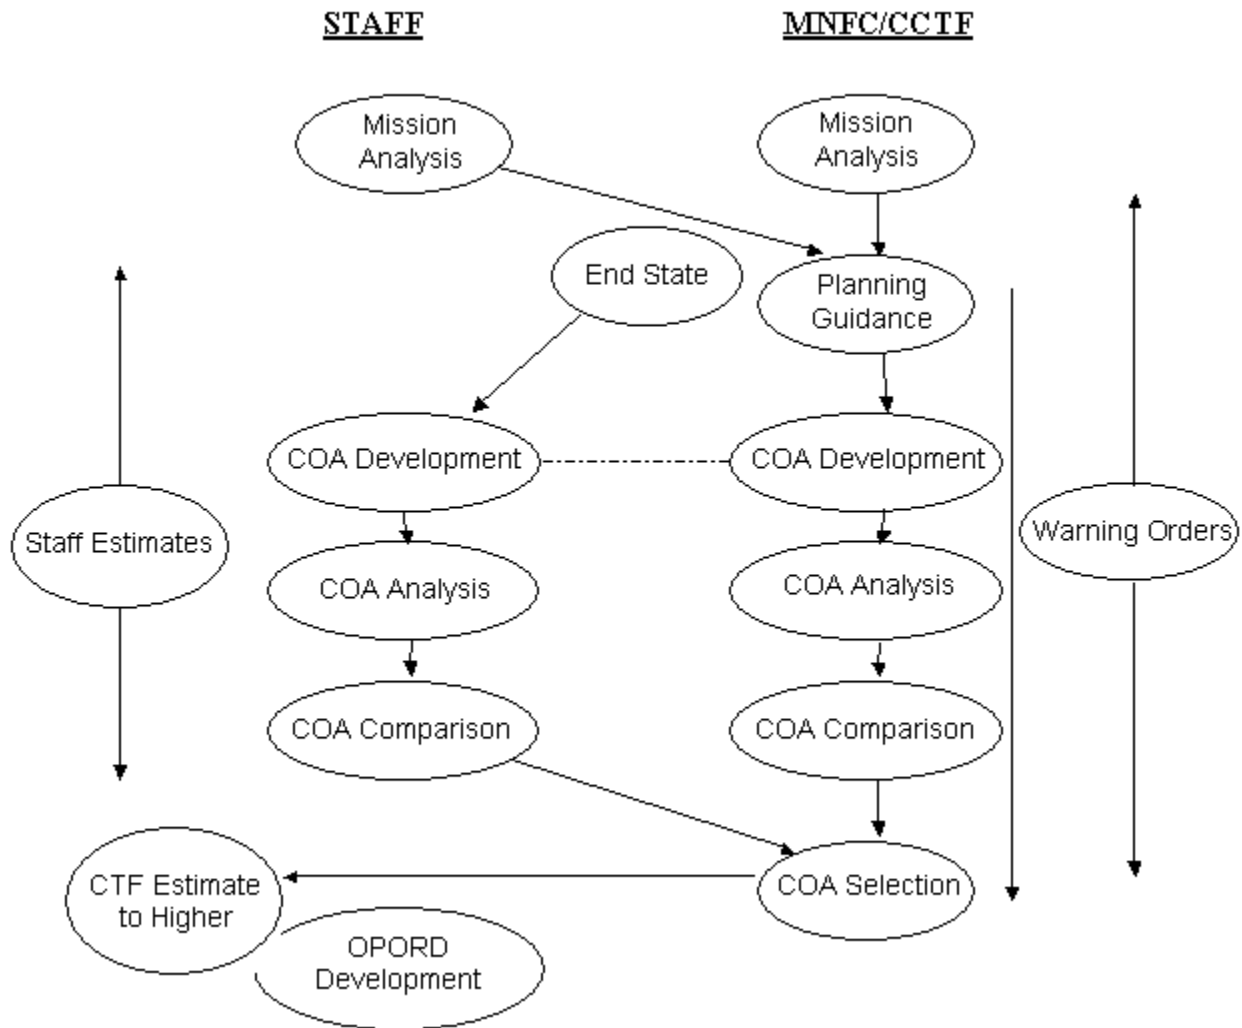 STAFF
MNFC/CCTF
Mission
Analysis
Mission
Analysis
End State
Planning
Guidance
COA Development
COA Development
Staff Estimates
Warning Orders
COA Analysis
COA Analysis
COA Comparison
COA Comparison
CTF Estimate
to Higher
COA Selection
OPORD
Development